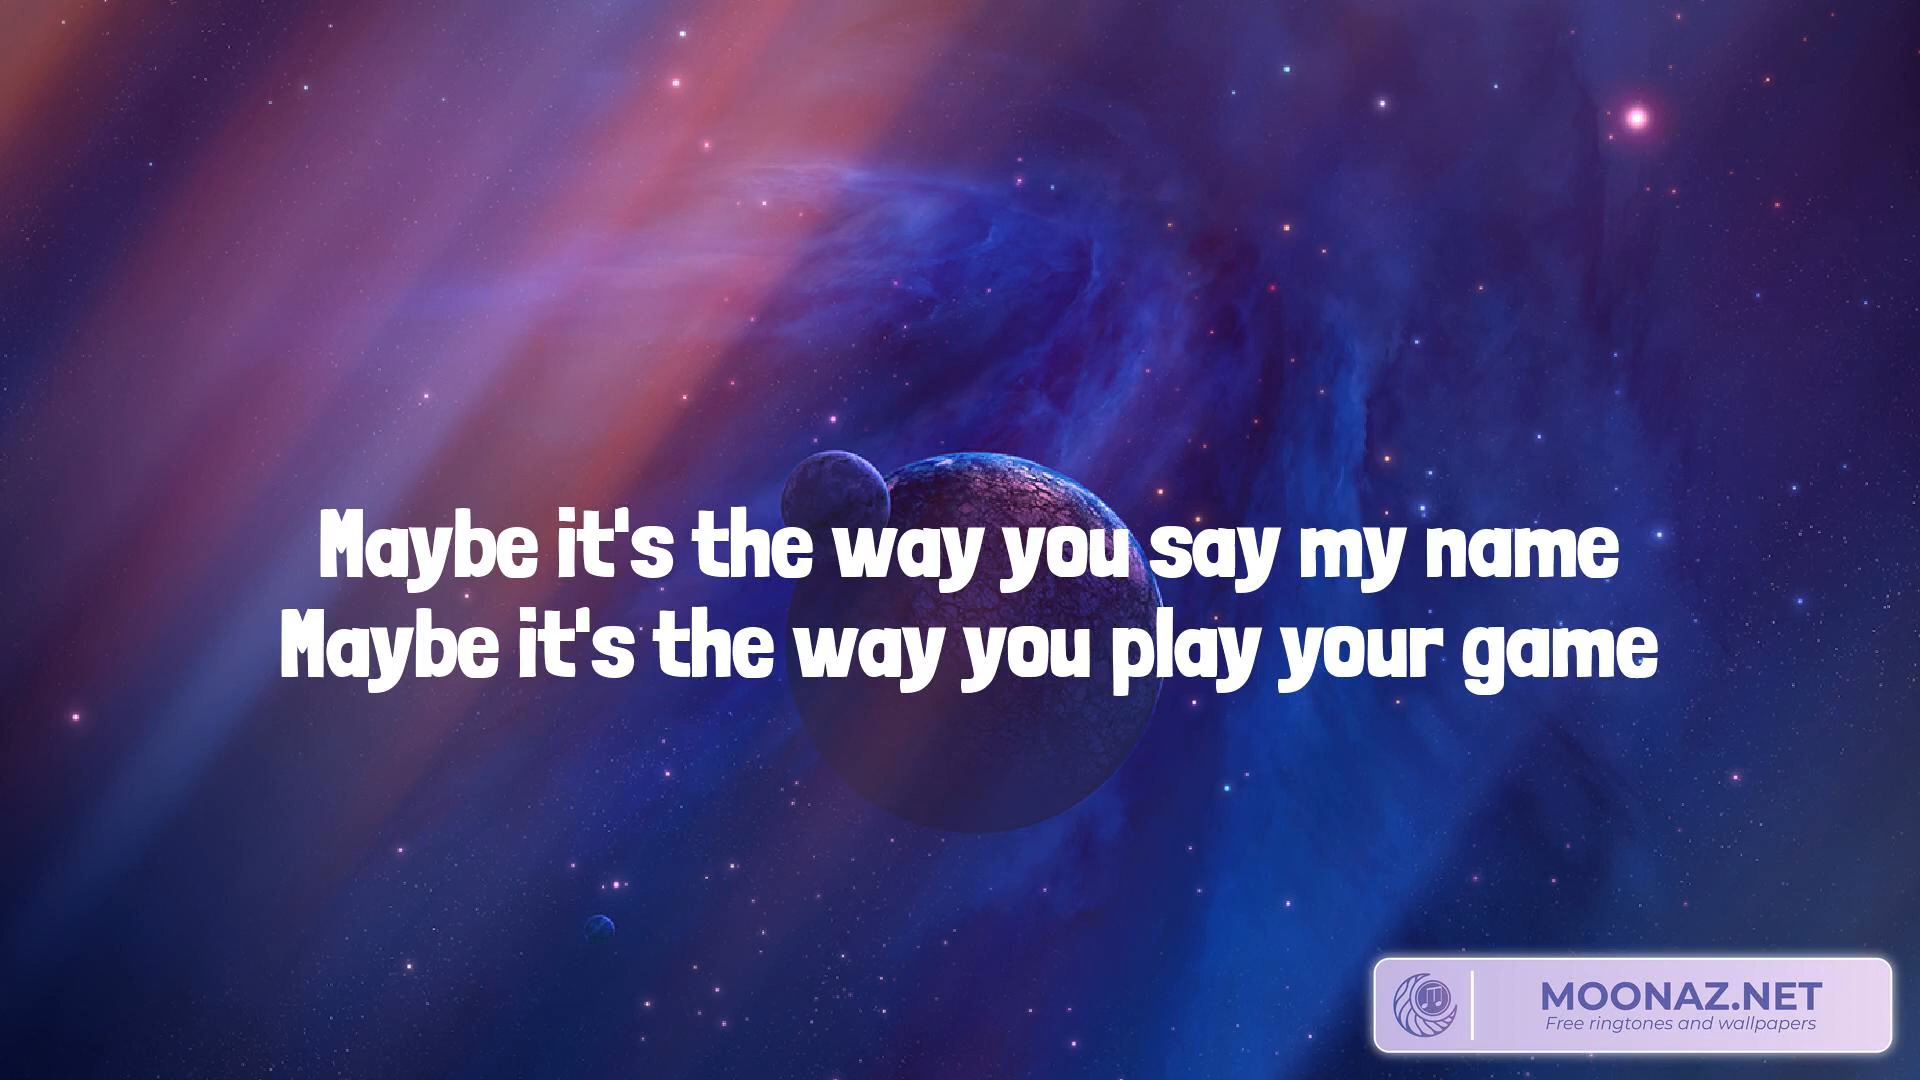 Maybe it's the way you say my name
Maybe it's the way you play your game
MOONAZ.NET
Free ringtones and wallpapers